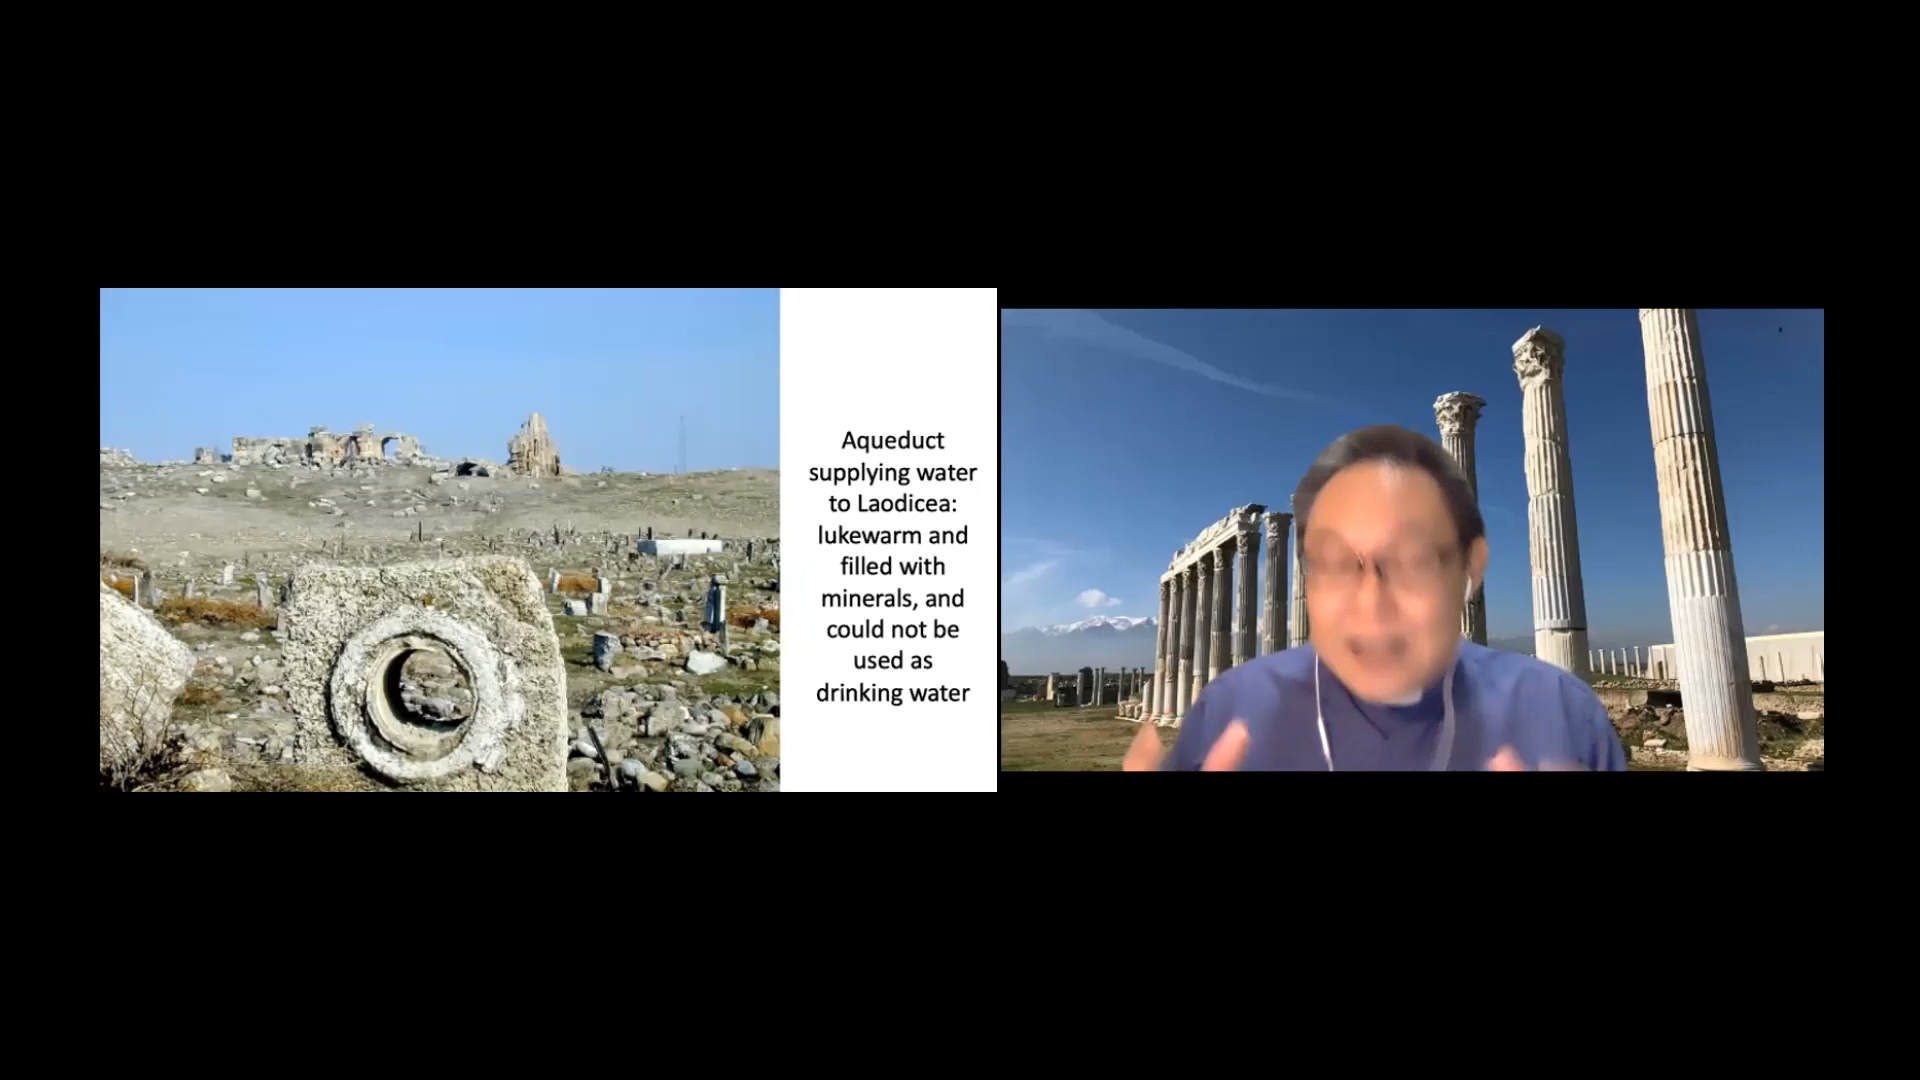 Aqueduct
supplying water
to Laodicea:
lukewarm and
filled with
minerals, and
could not be
used as
drinking water